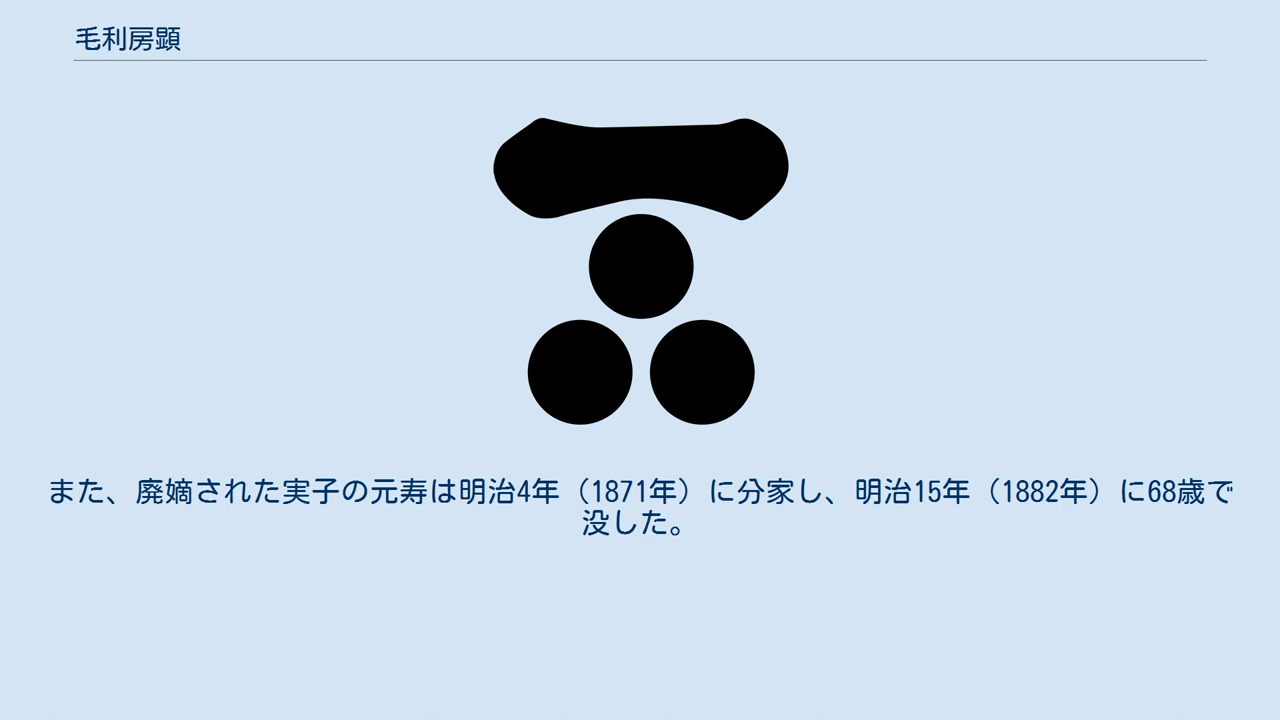 毛利房顕
また、廃嫡された実子の元寿は明治4年（1871年）に分家し、明治15年（1882年）に68歳で
没した。